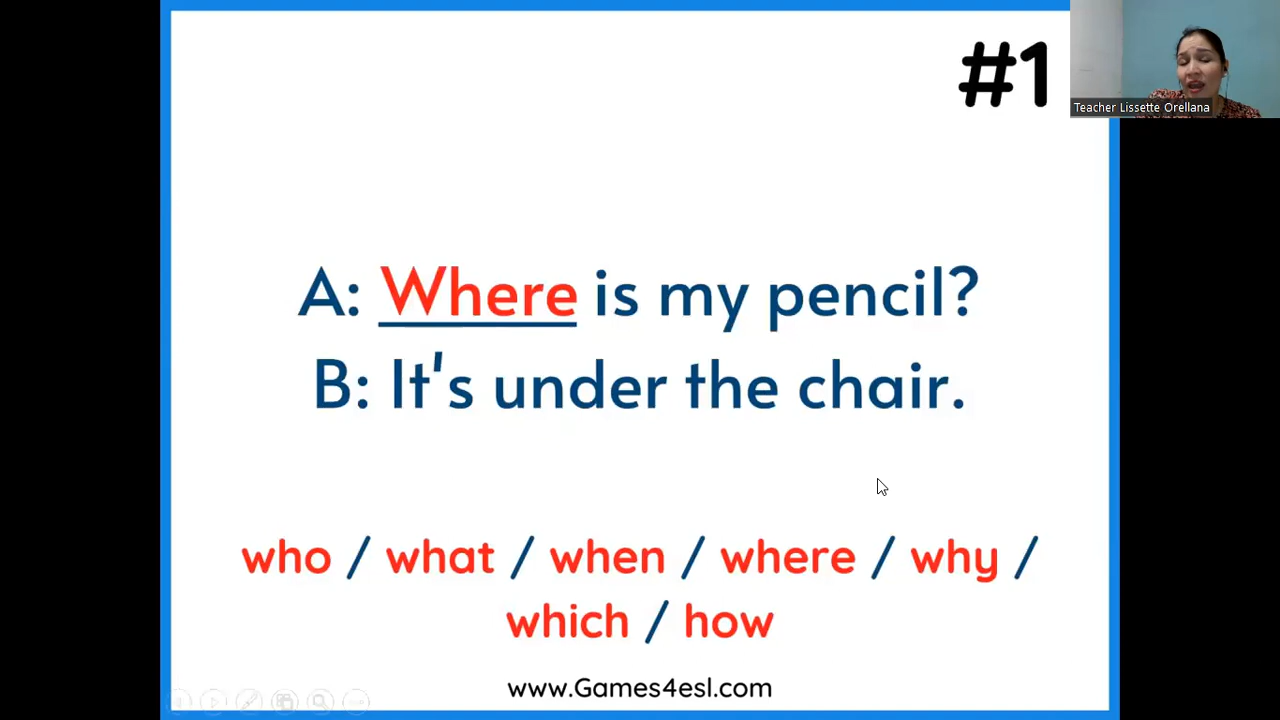 #1
Teacher Lissette Orellana
A: Where is my pencil?
B: It's under the chair.
who / what / when / where / why /
which / how
www.Games4esl.com